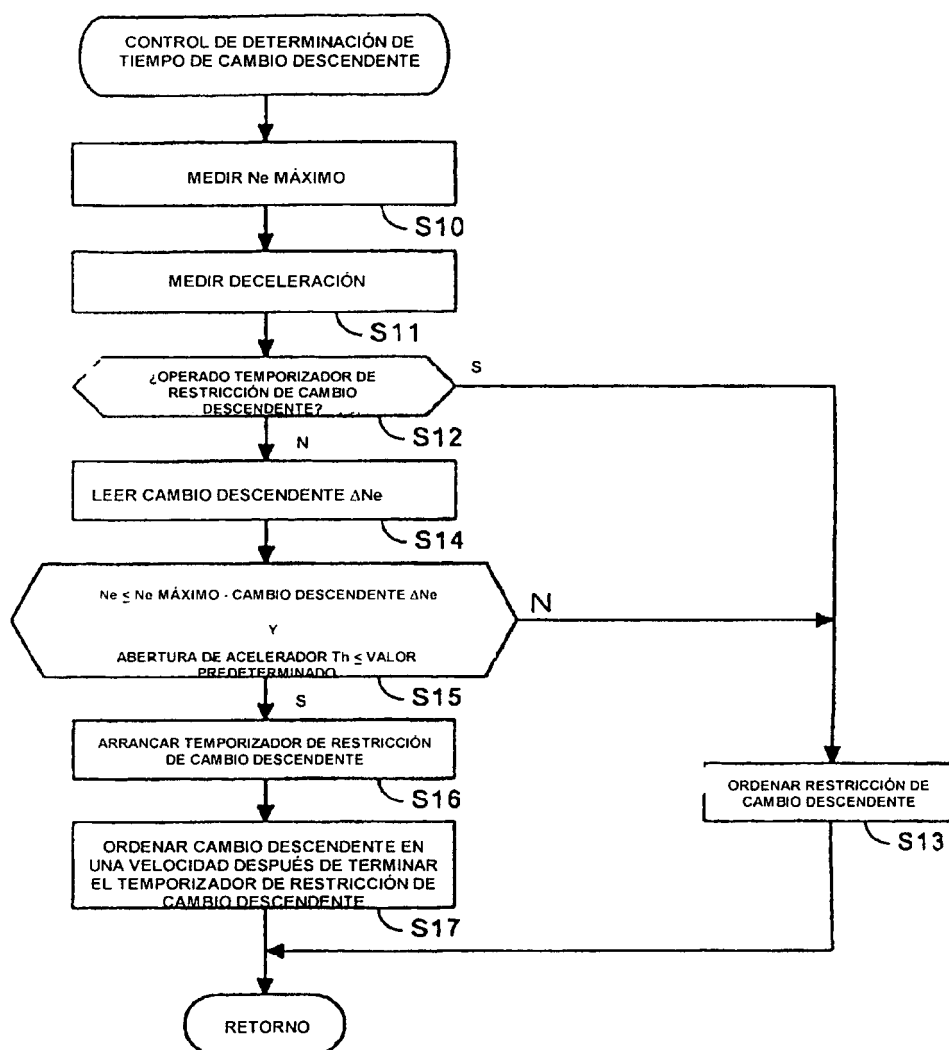 CONTROL DE DETERMINACIÓN DE
TIEMPO DE CAMBIO DESCENDENTE
MEDIR Ne MÁXIMO
S10
MEDIR DECELERACIÓN
S11
¿OPERADO TEMPORIZADOR DE
RESTRICCIÓN DE CAMBIO
DESCENDENTE?
S
S12
N
LEER CAMBIO DESCENDENTE ΔNe
S14
Ne ≤ Ne MÁXIMO - CAMBIO DESCENDENTE ΔNe
Y
ABERTURA DE ACELERADOR Th ≤ VALOR
PREDETERMINADO
N
S15
S
ARRANCAR TEMPORIZADOR DE RESTRICCIÓN
DE CAMBIO DESCENDENTE
S16
ORDENAR RESTRICCIÓN DE
CAMBIO DESCENDENTE
S13
ORDENAR CAMBIO DESCENDENTE EN
UNA VELOCIDAD DESPUÉS DE TERMINAR
EL TEMPORIZADOR DE RESTRICCIÓN DE
CAMBIO DESCENDENTE
S17
RETORNO